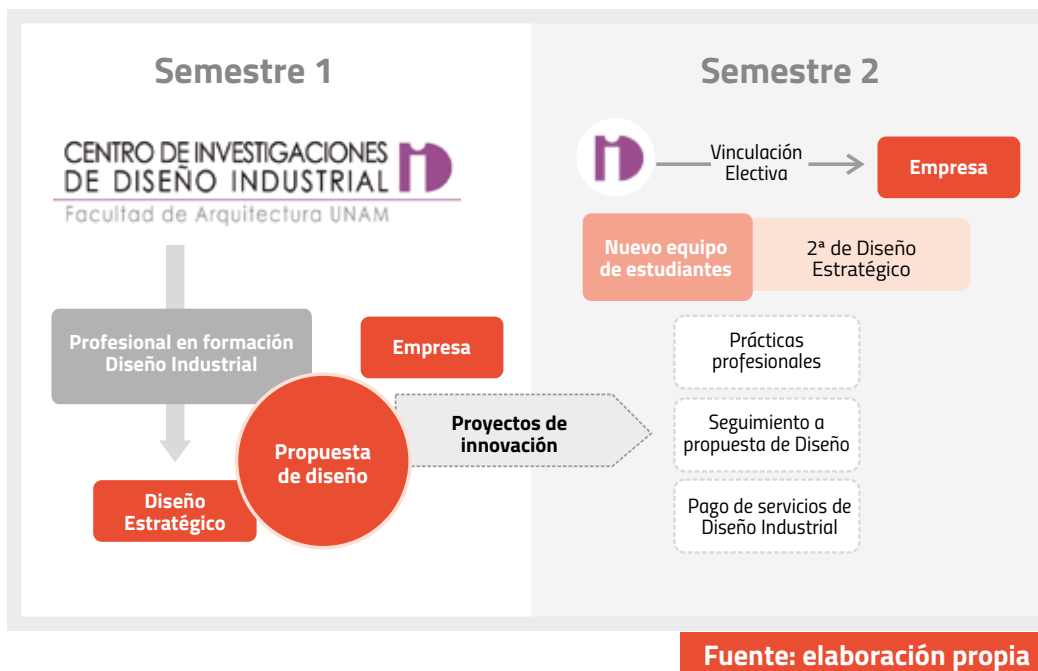 Semestre 1
CENTRO DE INVESTIGACIONES
DE DISEÑO INDUSTRIAL
Facultad de Arquitectura UNAM
Profesional en formación
Diseño Industrial
Empresa
Propuesta
de diseño
Diseño
Estratégico
Proyectos de
innovación
Semestre 2
Vinculación
Electiva
Empresa
Nuevo equipo
de estudiantes
2ª de Diseño
Estratégico
Prácticas
profesionales
Seguimiento a
propuesta de Diseño
Pago de servicios de
Diseño Industrial
Fuente: elaboración propia